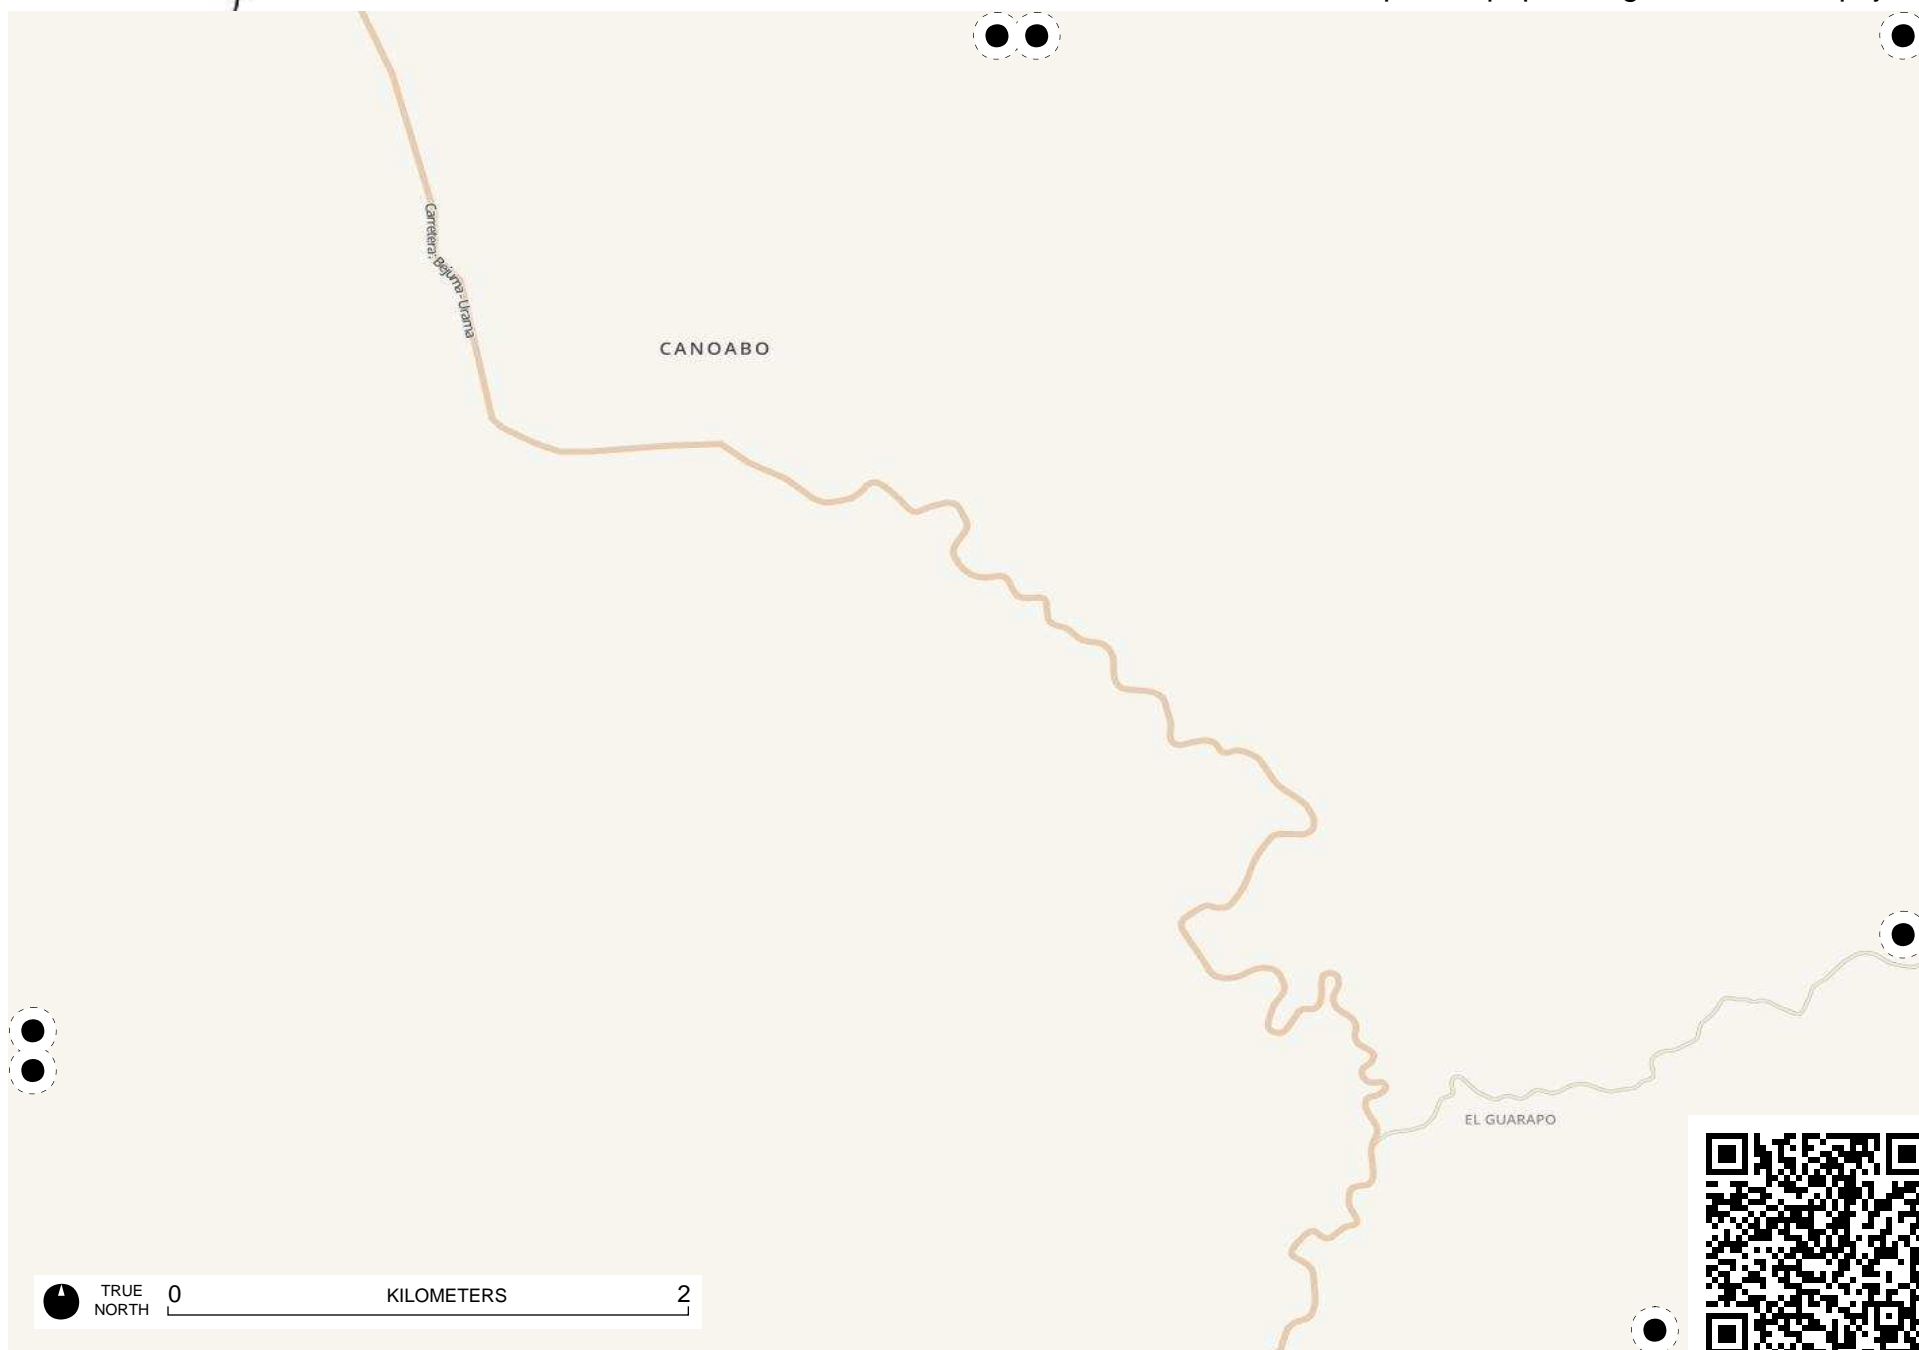 Carretera: Bejuma - Urama
CANOABO
EL GUARAPO
TRUE
NORTH
0
KILOMETERS
2